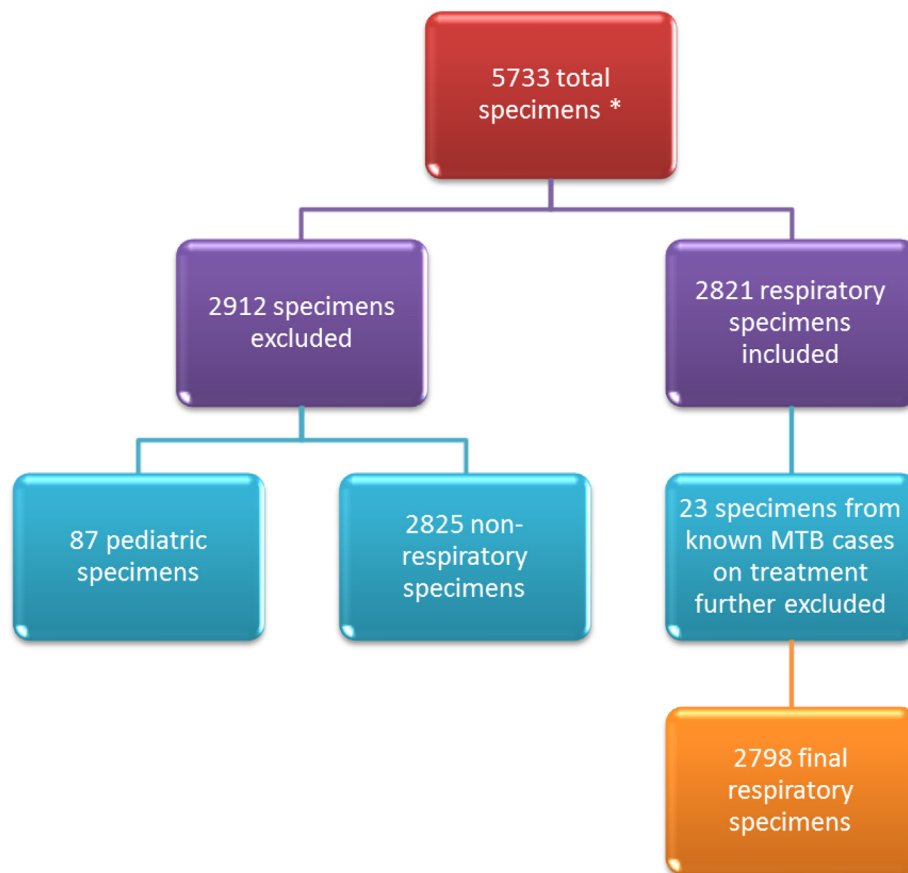 5733 total
specimens *
2912 specimens
excluded
2821 respiratory
specimens
included
87 pediatric
specimens
2825 non-
respiratory
specimens
23 specimens from
known MTB cases
on treatment
further excluded
2798 final
respiratory
specimens